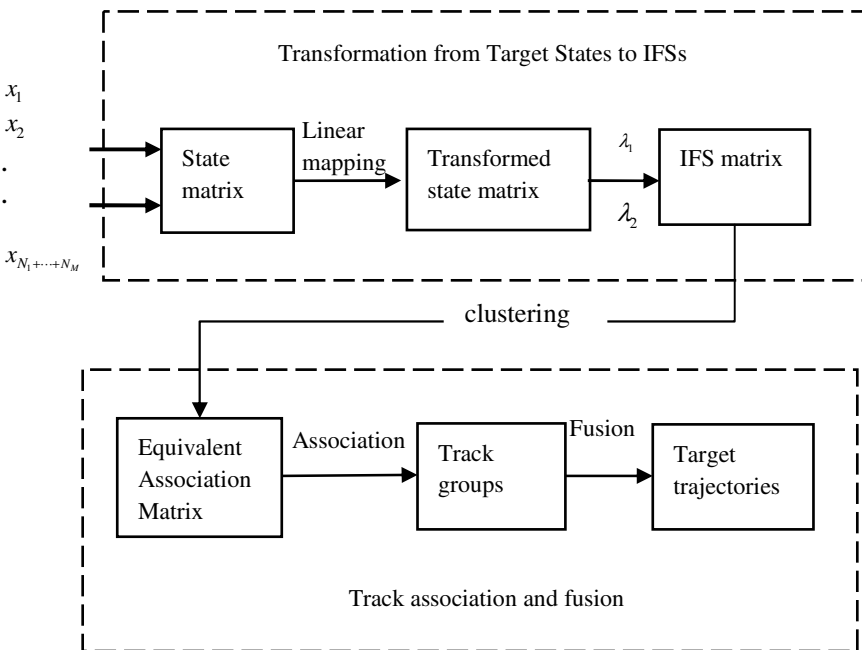 Transformation from Target States to IFSs
x₁
x₂
.
.
x_{N₁+⋯+N_M}
State
matrix
Linear
mapping
Transformed
state matrix
λ₁
λ₂
IFS matrix
clustering
Equivalent
Association
Matrix
Association
Track
groups
Fusion
Target
trajectories
Track association and fusion